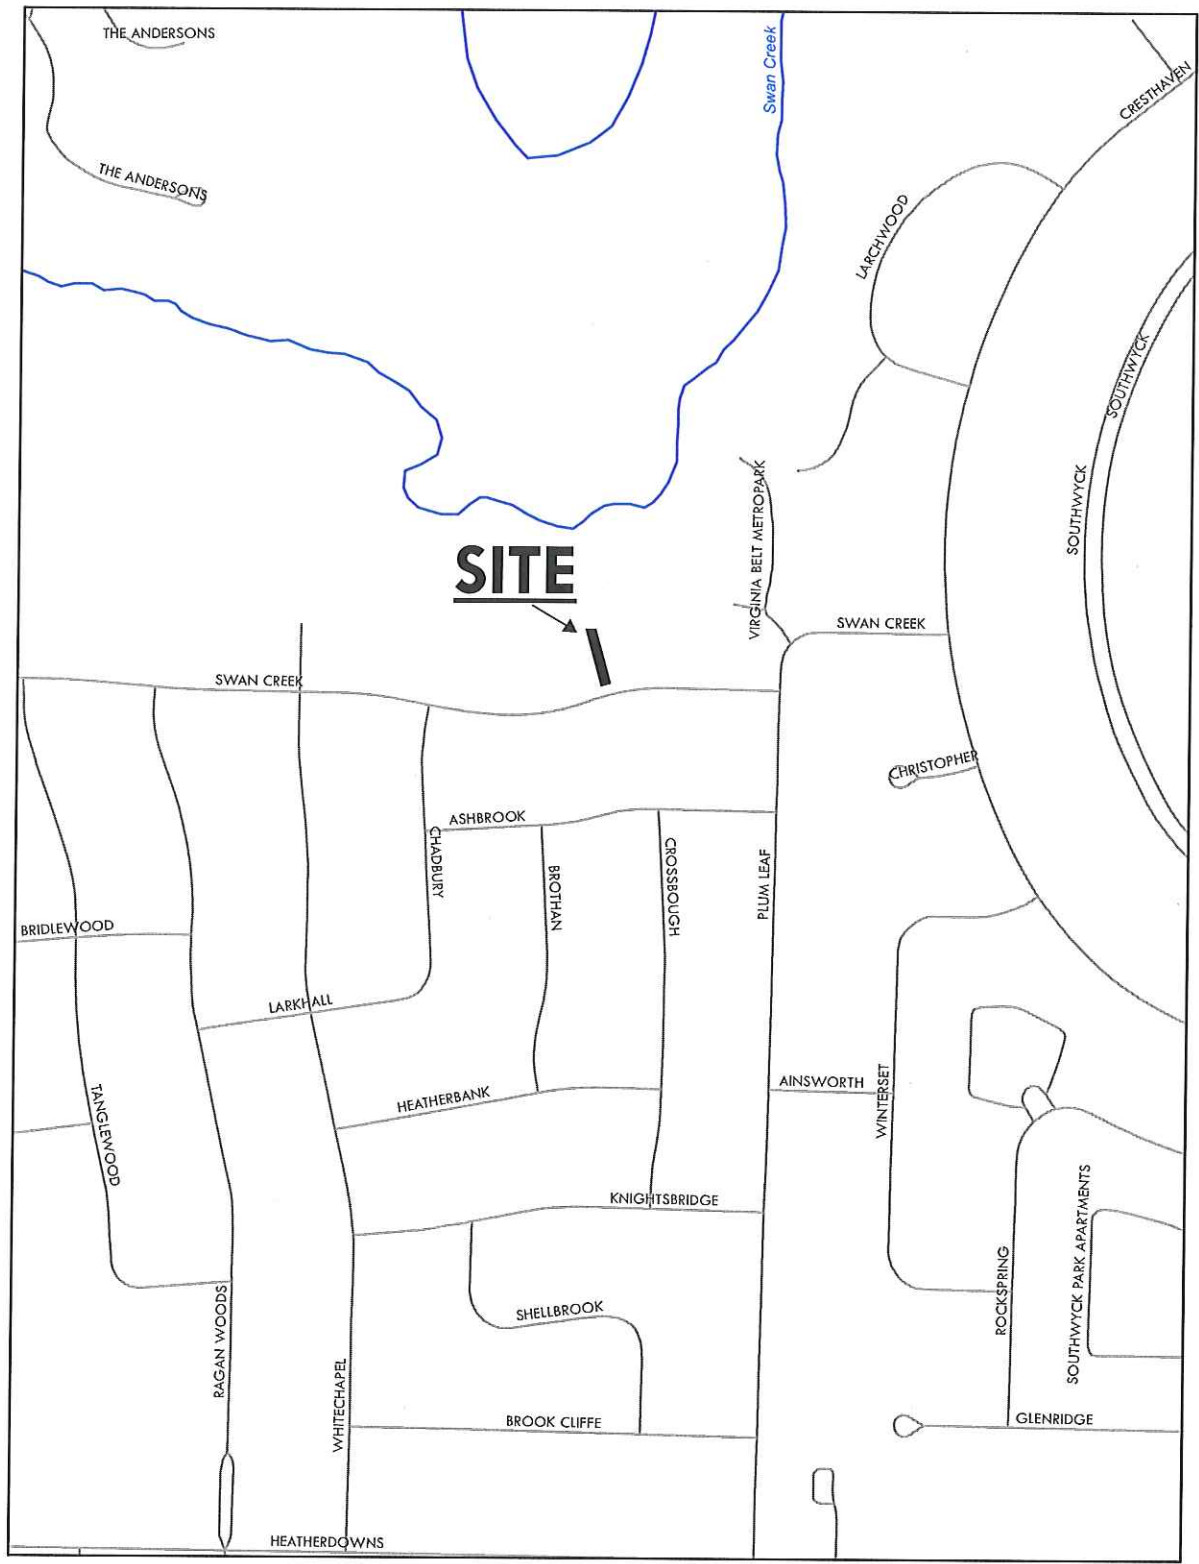 THE ANDERSONS
Swan Creek
CRESTHAVEN
THE ANDERSONS
LARCHWOOD
SOUTHWYCK
SOUTHWYCK
VIRGINIA BELT METROPARK
SITE
SWAN CREEK
SWAN CREEK
CHRISTOPHER
ASHBROOK
CHADBURY
BROTHAN
CROSSBOUGH
PLUM LEAF
BRIDLEWOOD
LARKHALL
TANGLEWOOD
HEATHERBANK
AINSWORTH
WINTERSET
KNIGHTSBRIDGE
SOUTHWYCK PARK APARTMENTS
ROCKSPRING
RAGAN WOODS
SHELLBROOK
WHITECHAPEL
BROOK CLIFFE
GLENRIDGE
HEATHERDOWNS